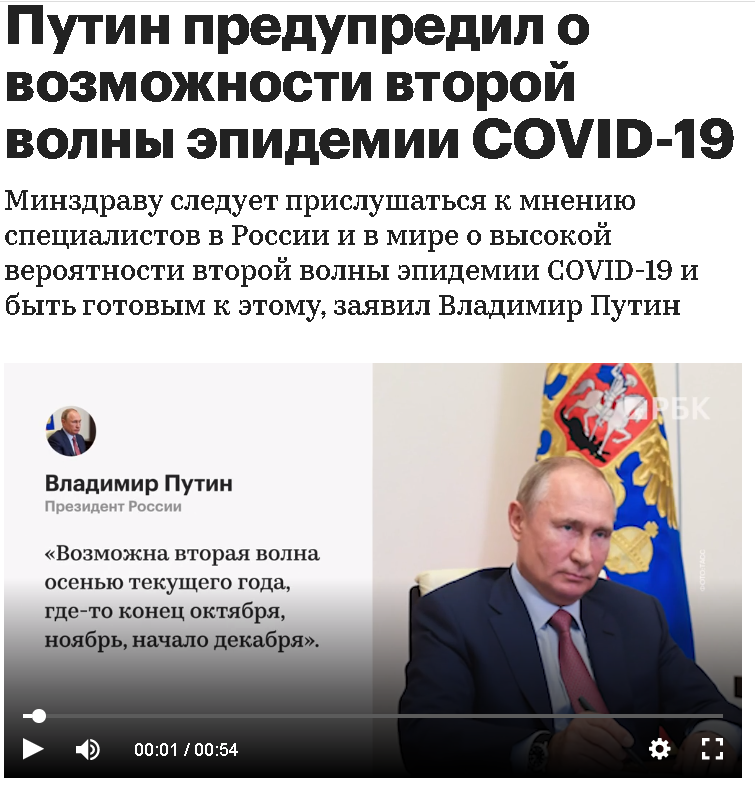 Путин предупредил о
возможности второй
волны эпидемии COVID-19
Минздраву следует прислушаться к мнению
специалистов в России и в мире о высокой
вероятности второй волны эпидемии COVID-19 и
быть готовым к этому, заявил Владимир Путин
РБК
Владимир Путин
Президент России
«Возможна вторая волна
осенью текущего года,
где-то конец октября,
ноябрь, начало декабря».
00:01 / 00:54